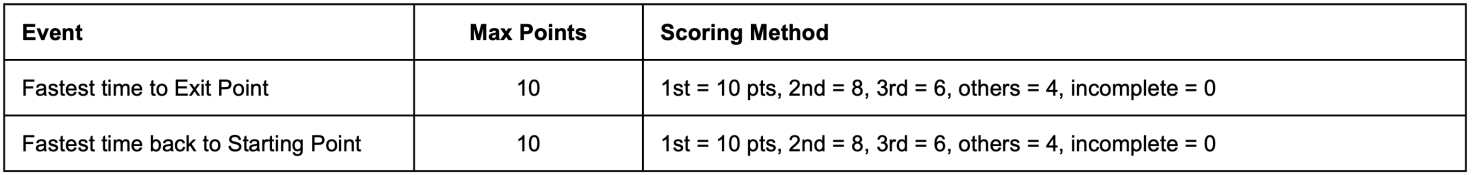 Event Max Points Scoring Method
Fastest time to Exit Point 10 1st = 10 pts, 2nd = 8, 3rd = 6, others = 4, incomplete = 0
Fastest time back to Starting Point 10 1st = 10 pts, 2nd = 8, 3rd = 6, others = 4, incomplete = 0